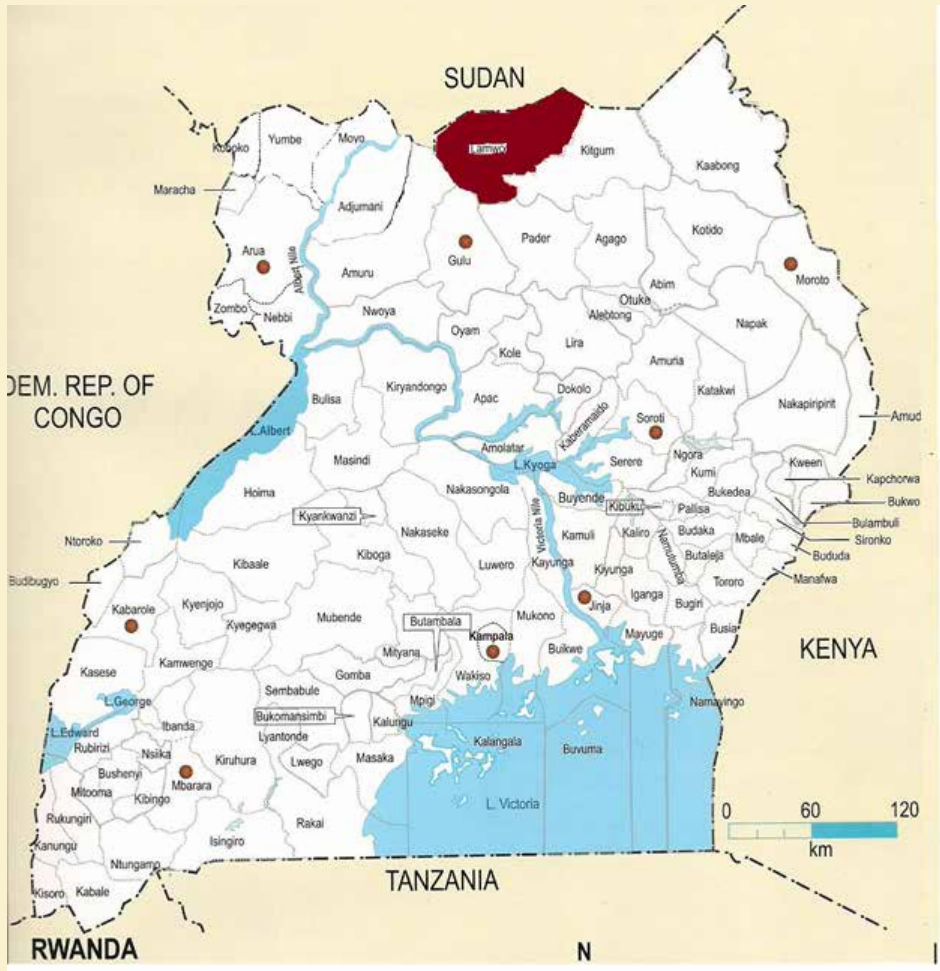 SUDAN
Koboko
Yumbe
Moyo
Lamwo
Kitgum
Kaabong
Maracha
Adjumani
Arua
Albert Nile
Amuru
Gulu
Pader
Agago
Kotido
Moroto
Zombo
Nebbi
Nwoya
Oyam
Otuke
Abim
Alebtong
Napak
Kole
Lira
Amuria
DEM. REP. OF
CONGO
Bulisa
Kiryandongo
Apac
Dokolo
Katakwi
Nakapiripirit
Amud
L.Albert
Kaberamaido
Soroti
Masindi
Amolatar
L.Kyoga
Serere
Ngora
Kumi
Kween
Kapchorwa
Hoima
Nakasongola
Buyende
Kibuku
Bukedea
Pallisa
Bukwo
Kyankwanzi
Nakaseke
Victoria Nile
Kamuli
Kaliro
Namutumba
Budaka
Mbale
Bulambuli
Sironko
Ntoroko
Kibaale
Kiboga
Luwero
Kayunga
Kiyunga
Butaleja
Bududa
Manafwa
Budibugyo
Kabarole
Kyenjojo
Kyegegwa
Mubende
Butambala
Mukono
Jinja
Iganga
Bugiri
Tororo
Kampala
Mityana
Buikwe
Mayuge
Busia
KENYA
Kasese
Kamwenge
Gomba
Wakiso
Sembabule
Mpigi
Namayingo
L.George
Ibanda
Bukomansimbi
Kalungu
L.Edward
Rubirizi
Nsiika
Kiruhura
Lyantonde
Lwego
Masaka
Kalangala
Buvuma
Bushenyi
Mitooma
Kibingo
Mbarara
L. Victoria
Rukungiri
Isingiro
Rakai
0 60 120
km
Kanungu
Ntungamo
Kisoro
Kabale
TANZANIA
RWANDA
N